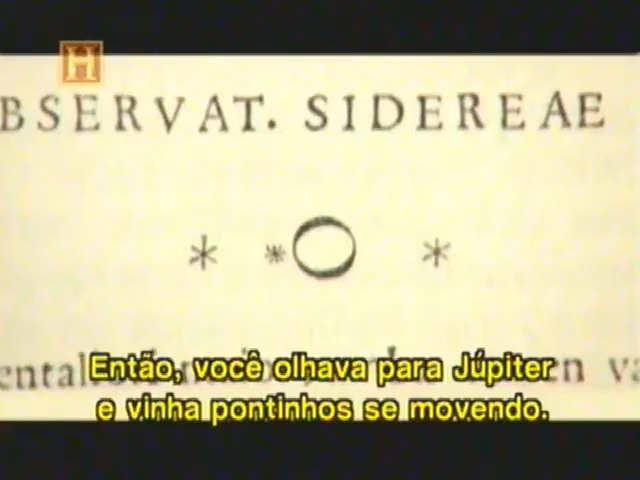 H
BSERVAT. SIDEREAE
* * O *
Então, você olhava para Júpiter
e vinha pontinhos se movendo.